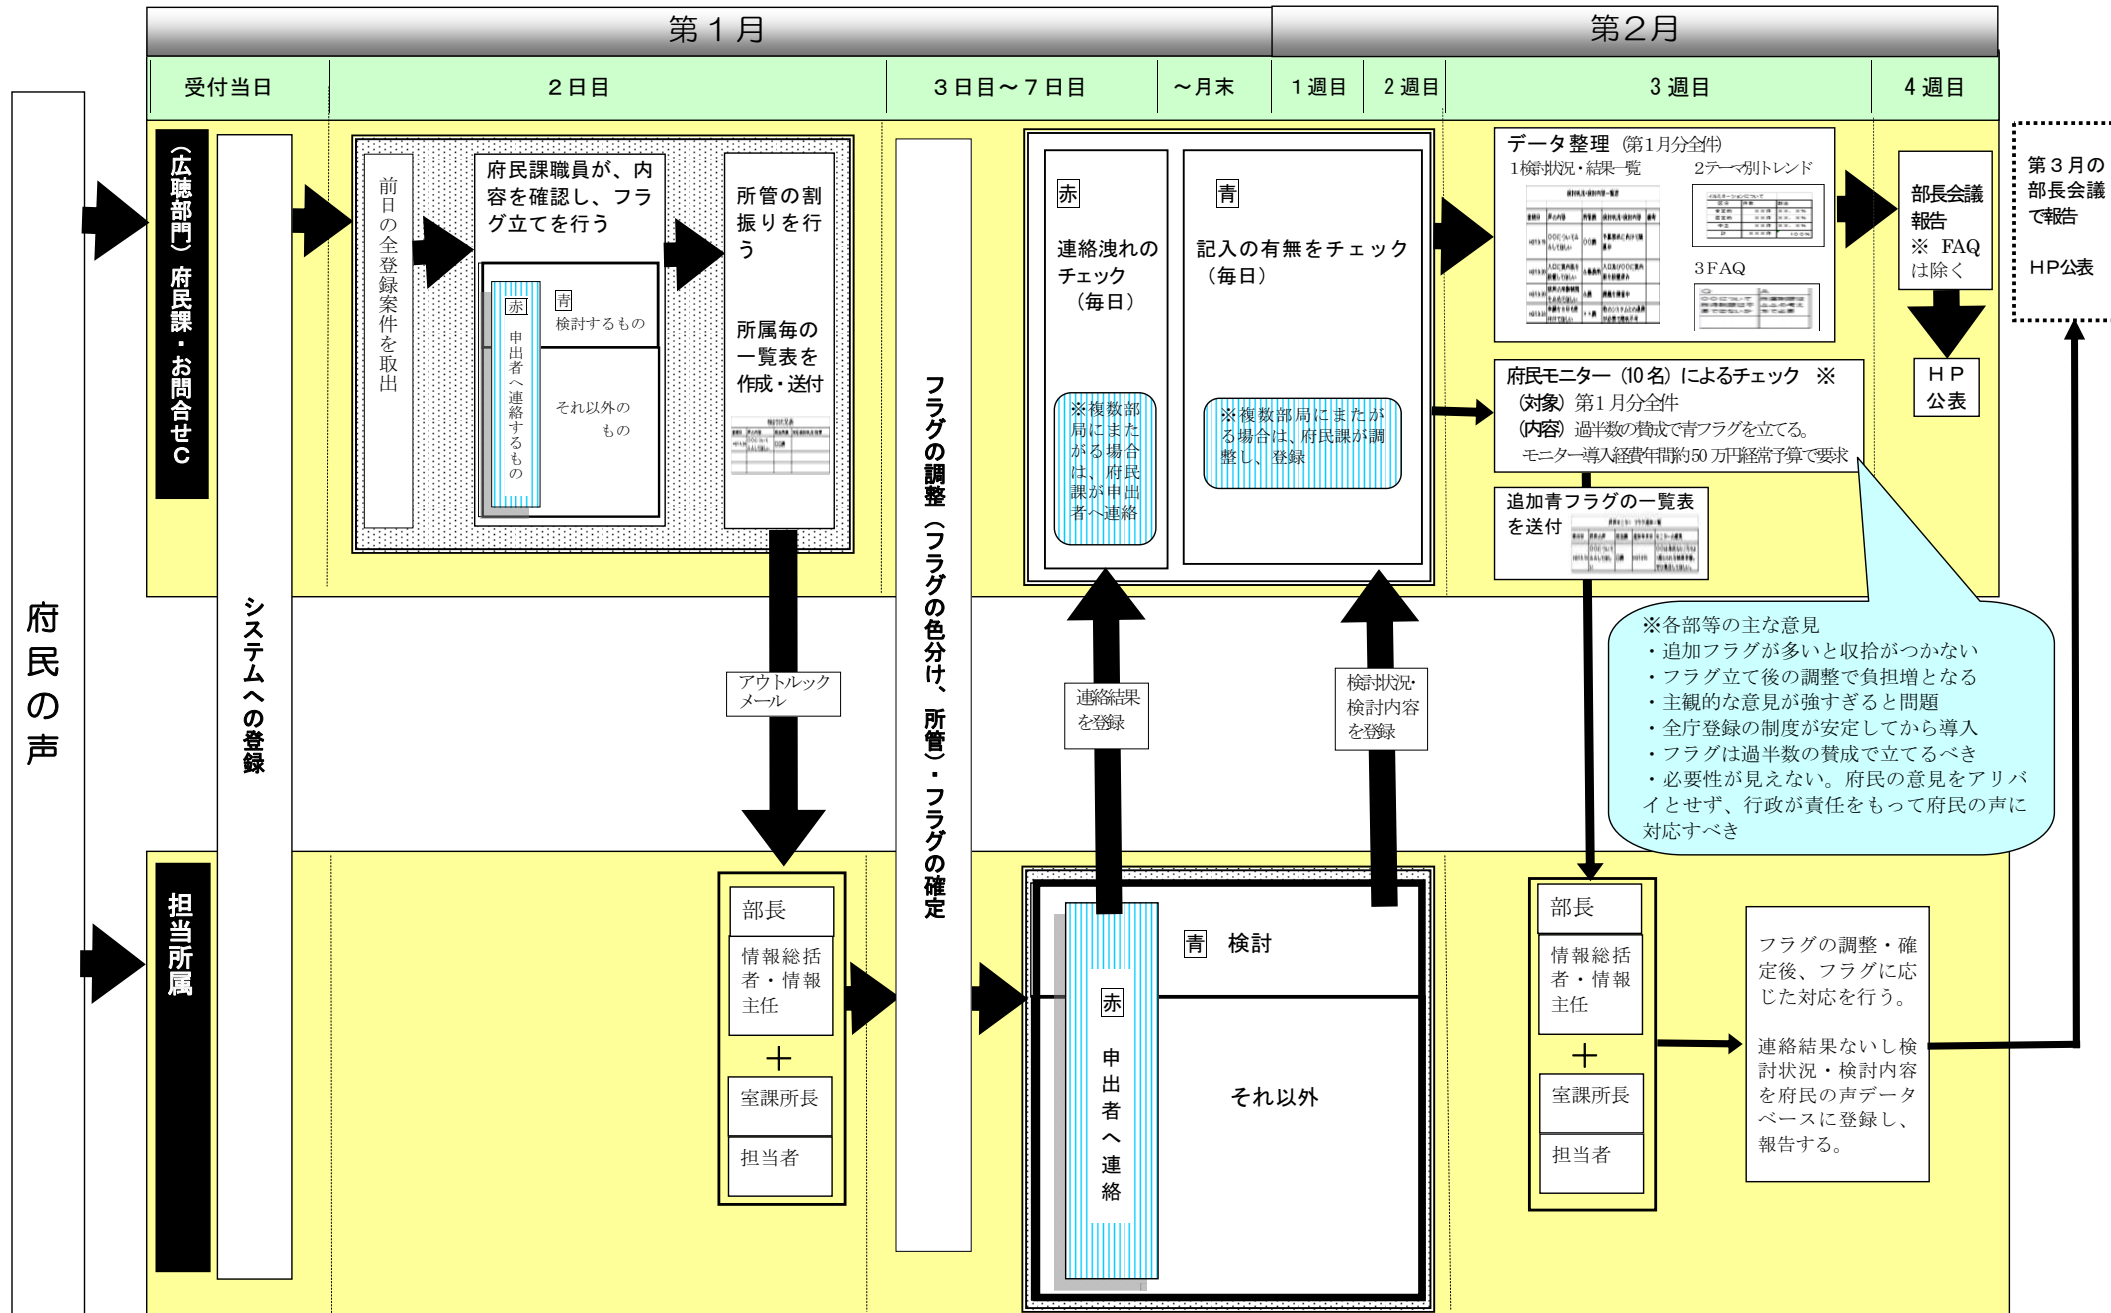 第１月
第２月
受付当日
２日目
３日目～７日目
～月末
１週目
２週目
３週目
４週目
府民の声
（広聴部門）府民課・お問合せＣ
システムへの登録
前日の全登録案件を取出
府民課職員が、内
容を確認し、フラ
グ立てを行う
赤
申出者へ連絡するもの
青
検討するもの
それ以外の
もの
所管の割
振りを行
う
所属毎の
一覧表を
作成・送付
フラグの調整（フラグの色分け、所管）・フラグの確定
赤
連絡洩れの
チェック
（毎日）
※複数部
局にまた
がる場合
は、府民
課が申出
者へ連絡
青
記入の有無をチェック
（毎日）
※複数部局にまたが
る場合は、府民課が調
整し、登録
データ整理（第１月分全件）
１検討状況・結果一覧
２テーマ別トレンド
３ＦＡＱ
部長会議
報告
※ FAQ
は除く
ＨＰ
公表
第３月の
部長会議
で報告
ＨＰ公表
府民モニター（10名）によるチェック ※
（対象）第１月分全件
（内容）過半数の賛成で青フラグを立てる。
モニター導入経費年間約50万円経常予算で要求
追加青フラグの一覧表
を送付
※各部等の主な意見
・追加フラグが多いと収拾がつかない
・フラグ立て後の調整で負担増となる
・主観的な意見が強すぎると問題
・全庁登録の制度が安定してから導入
・フラグは過半数の賛成で立てるべき
・必要性が見えない。府民の意見をアリバ
イとせず、行政が責任をもって府民の声に
対応すべき
アウトルック
メール
連絡結果
を登録
検討状況・
検討内容
を登録
担当所属
部長
情報総括
者・情報
主任
＋
室課所長
担当者
青 検討
赤
申出者へ連絡
それ以外
部長
情報総括
者・情報
主任
＋
室課所長
担当者
フラグの調整・確
定後、フラグに応
じた対応を行う。
連絡結果ないし検
討状況・検討内容
を府民の声データ
ベースに登録し、
報告する。